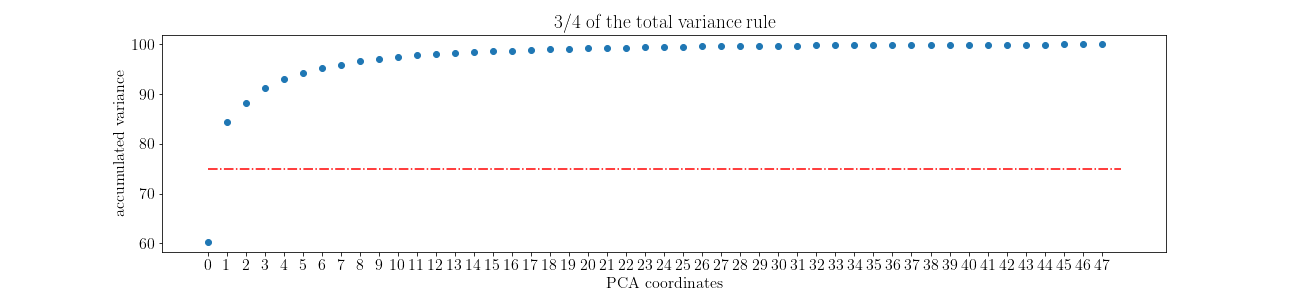 3/4 of the total variance rule
100
90
80
70
60
accumulated variance
0 1 2 3 4 5 6 7 8 9 10 11 12 13 14 15 16 17 18 19 20 21 22 23 24 25 26 27 28 29 30 31 32 33 34 35 36 37 38 39 40 41 42 43 44 45 46 47
PCA coordinates